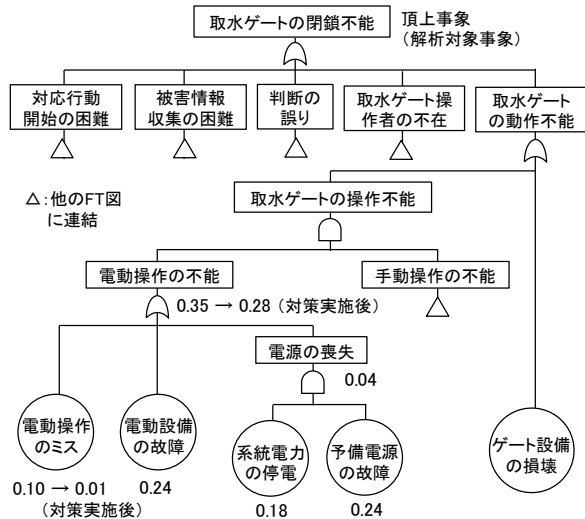 取水ゲートの閉鎖不能
頂上事象
(解析対象事象)
対応行動
開始の困難
被害情報
収集の困難
判断の
誤り
取水ゲート操
作者の不在
取水ゲート
の動作不能
△:他のFT図
に連結
取水ゲートの操作不能
電動操作の不能
手動操作の不能
0.35 → 0.28 (対策実施後)
電源の喪失
0.04
電動操作
のミス
電動設備
の故障
系統電力
の停電
予備電源
の故障
ゲート設備
の損壊
0.10 → 0.01
(対策実施後)
0.24
0.18
0.24